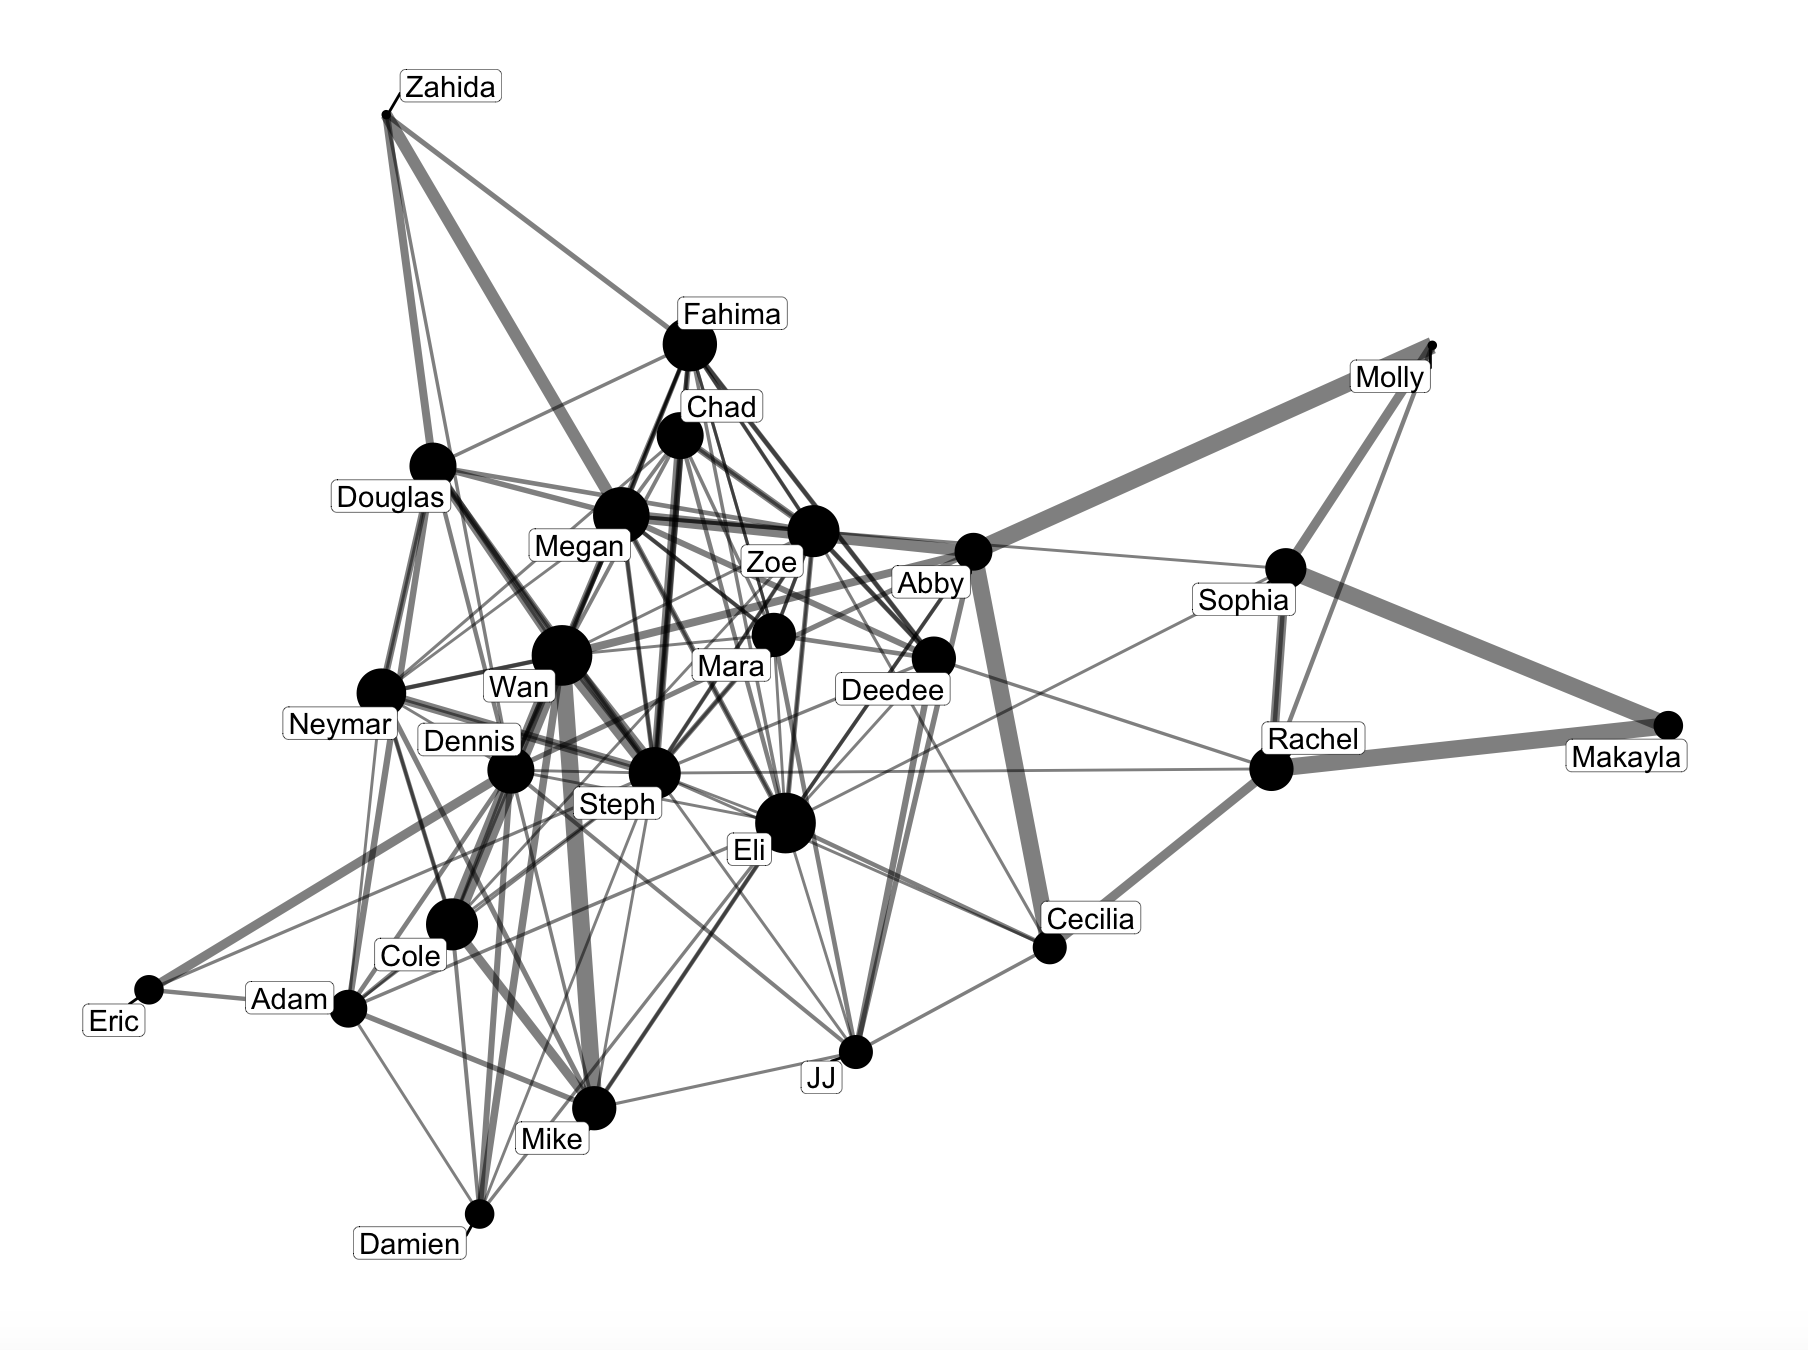 Zahida
Fahima
Molly
Chad
Douglas
Megan
Zoe
Abby
Sophia
Mara
Wan
Deedee
Neymar
Dennis
Rachel
Makayla
Steph
Eli
Cecilia
Cole
Adam
Eric
JJ
Mike
Damien